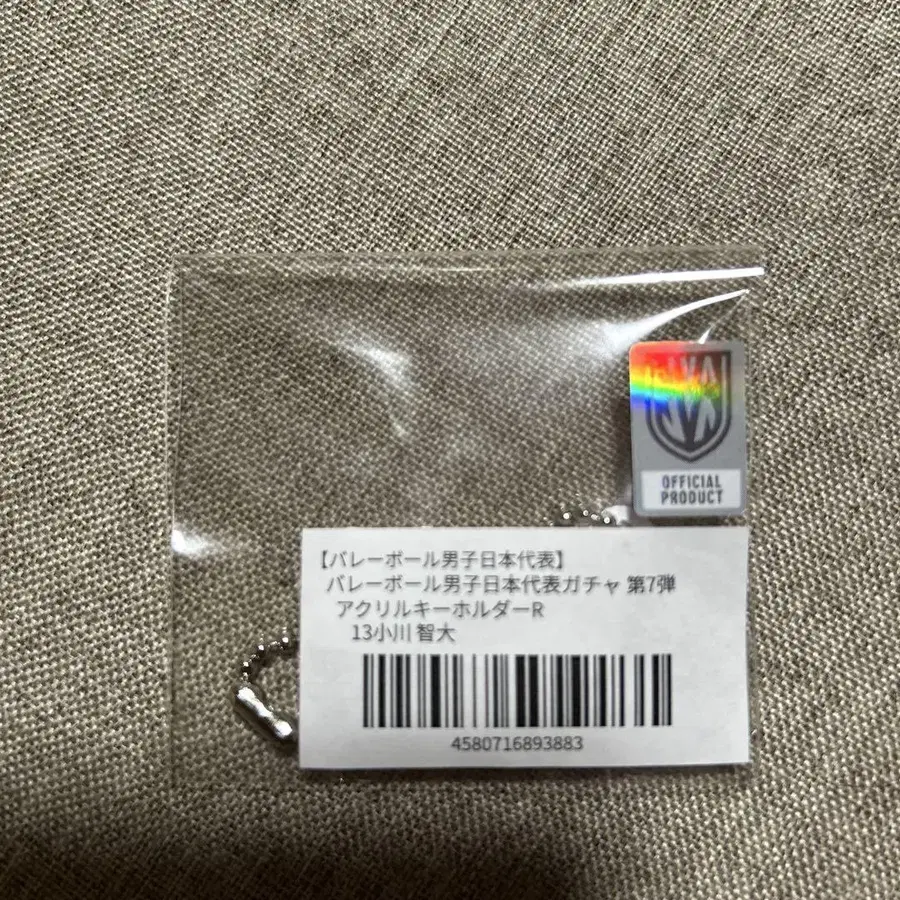 JVA
OFFICIAL
PRODUCT
【バレーボール男子日本代表】
バレーボール男子日本代表ガチャ 第7弾
アクリルキーホルダーR
13小川 智大
4580716893883